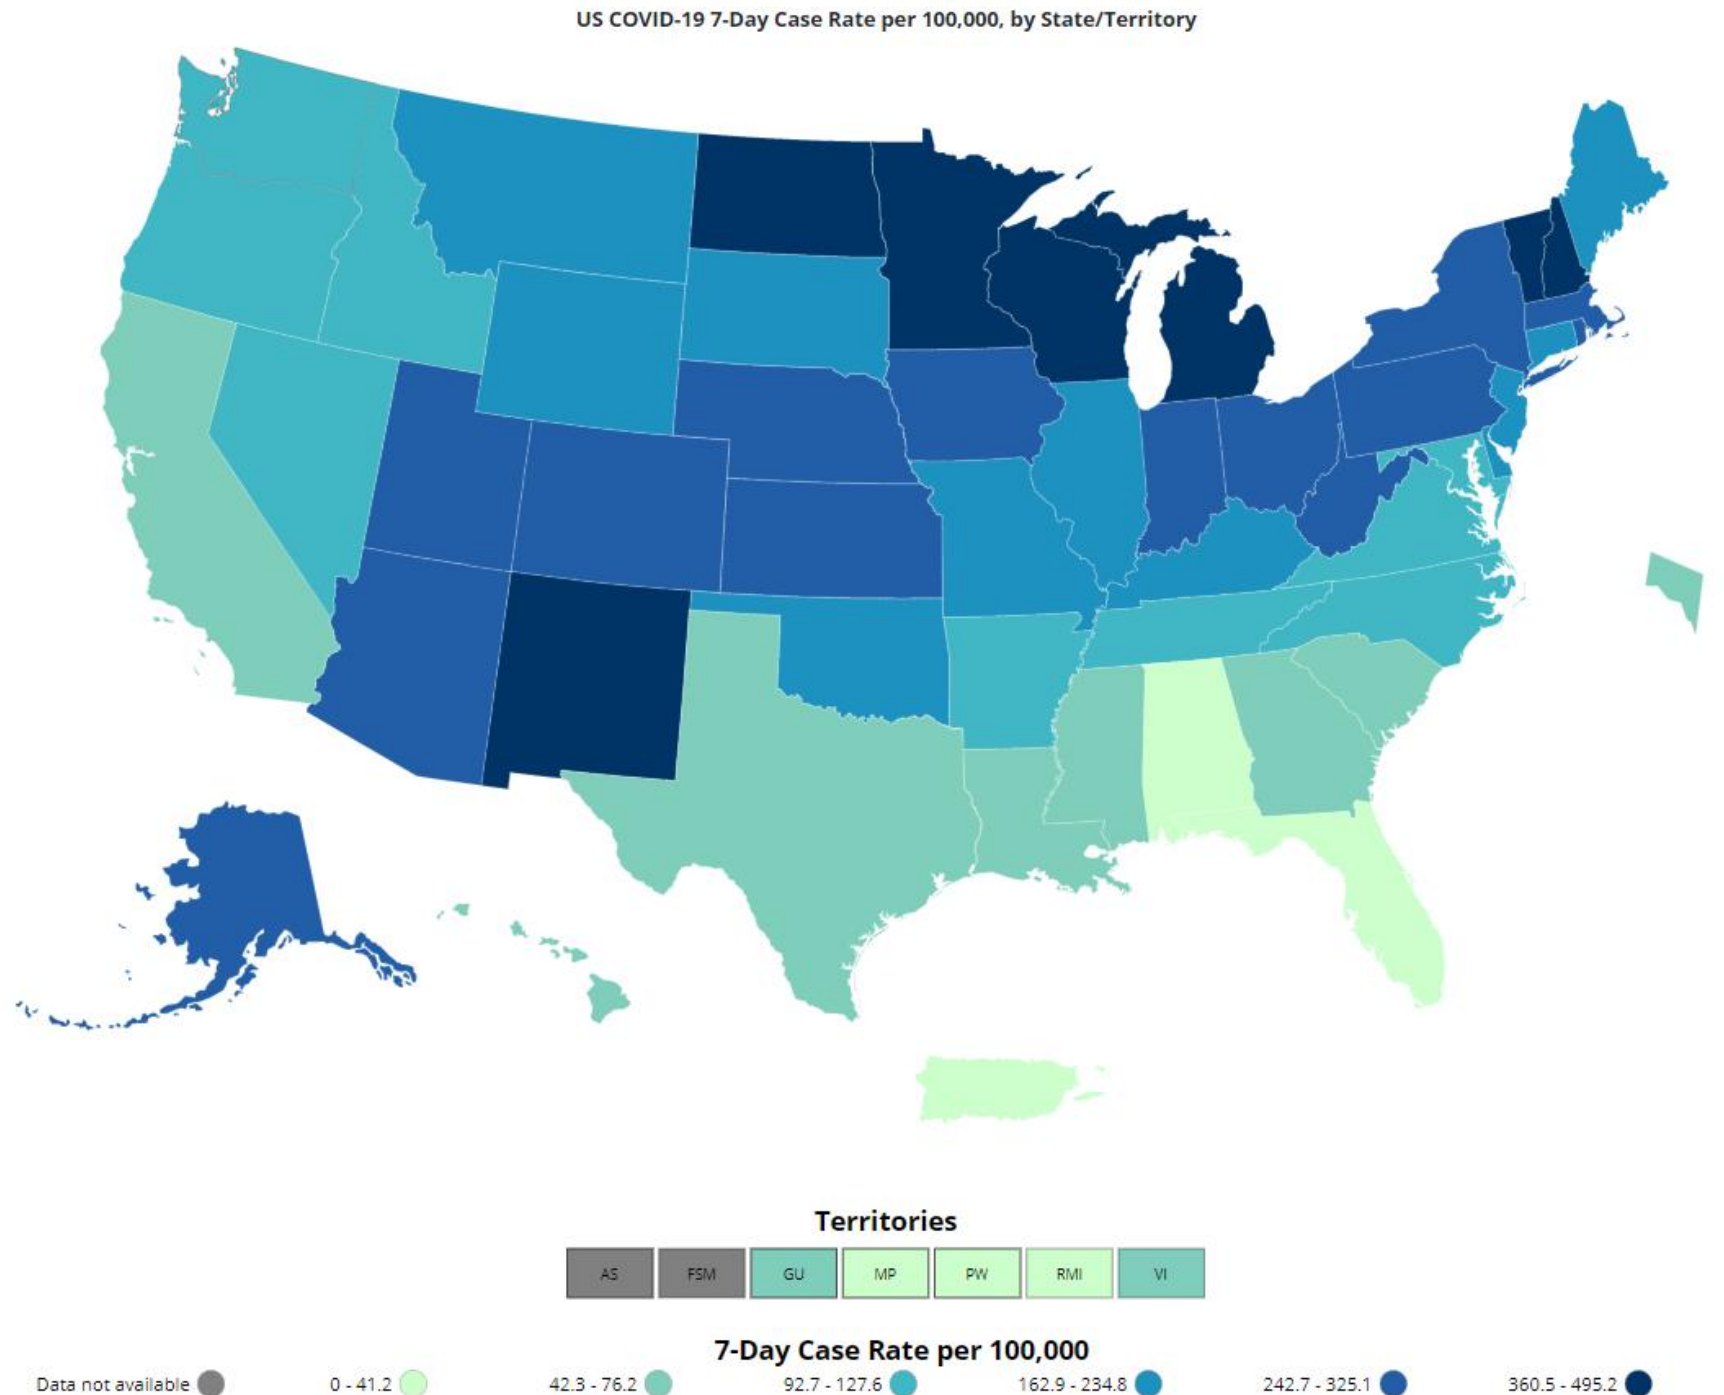 US COVID-19 7-Day Case Rate per 100,000, by State/Territory
Territories
AS FSM GU MP PW RMI VI
7-Day Case Rate per 100,000
Data not available 0 - 41.2 42.3 - 76.2 92.7 - 127.6 162.9 - 234.8 242.7 - 325.1 360.5 - 495.2